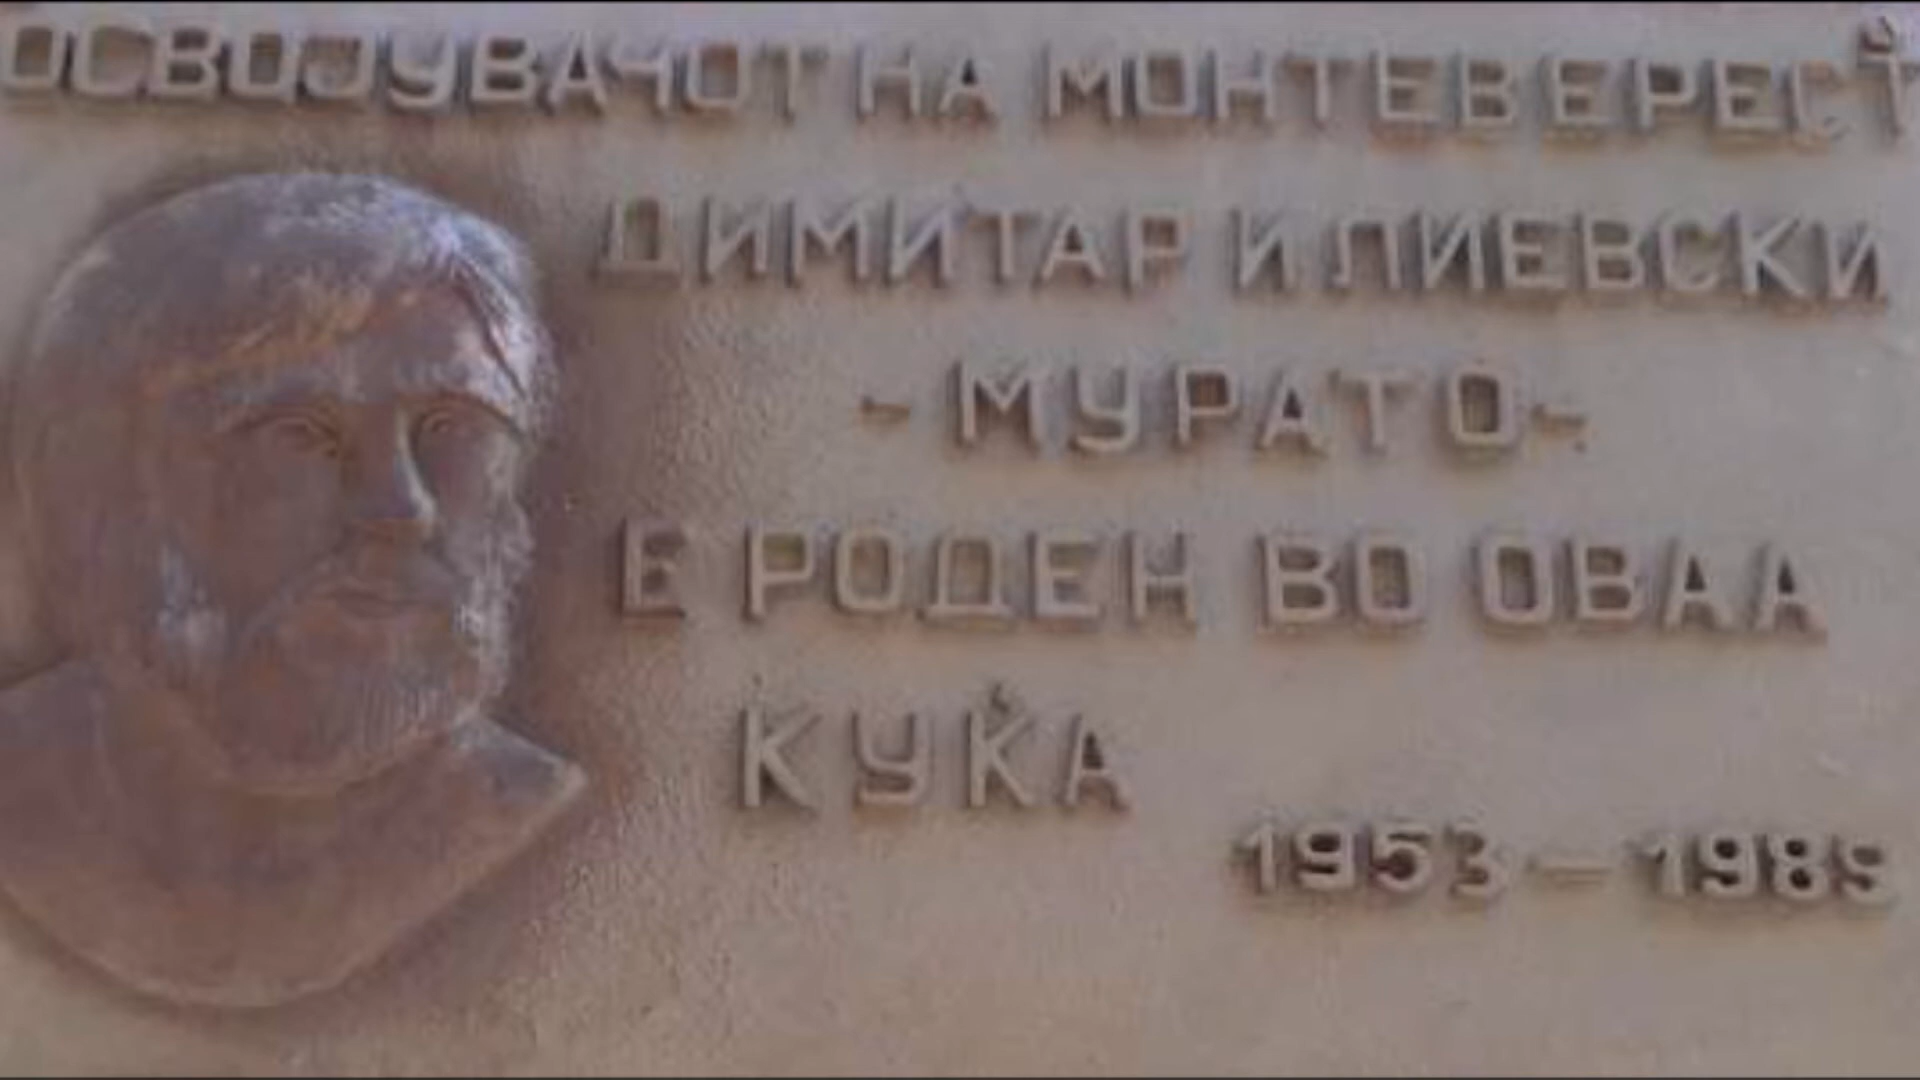 ОСВОЈУВАЧОТ НА МОНТЕВЕРЕСТ
ДИМИТАР ИЛИЕВСКИ
-МУРАТО-
Е РОДЕН ВО ОВАА
КУЌА
1953-1989